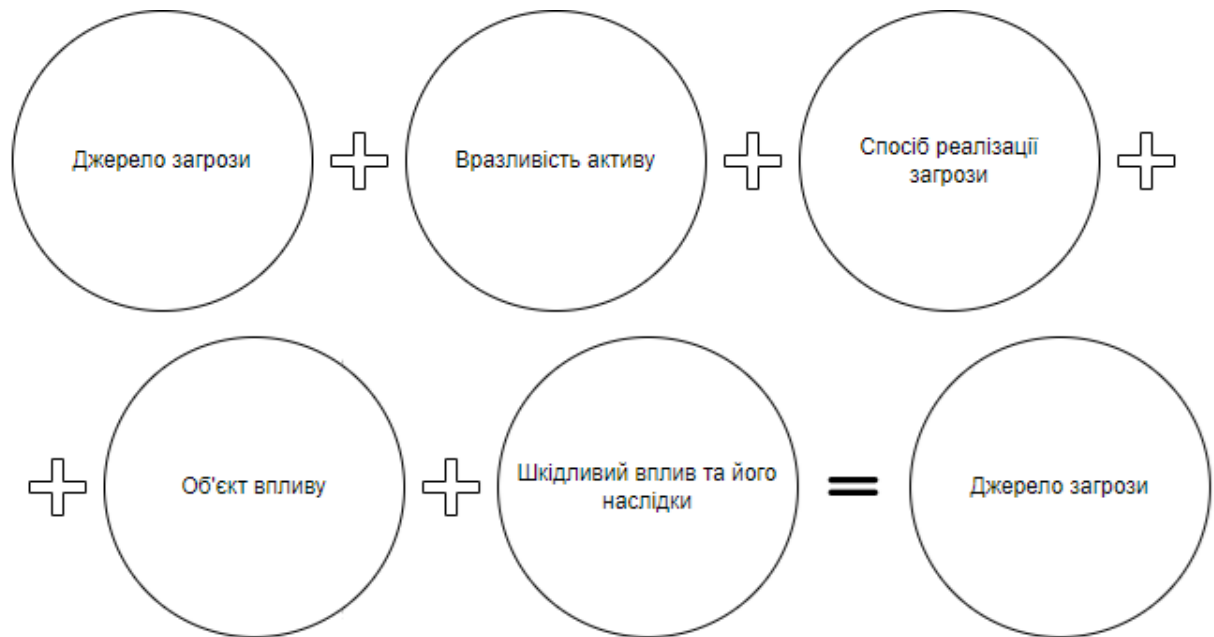 Джерело загрози
Вразливість активу
Спосіб реалізації
загрози
Об'єкт впливу
Шкідливий вплив та його
наслідки
Джерело загрози